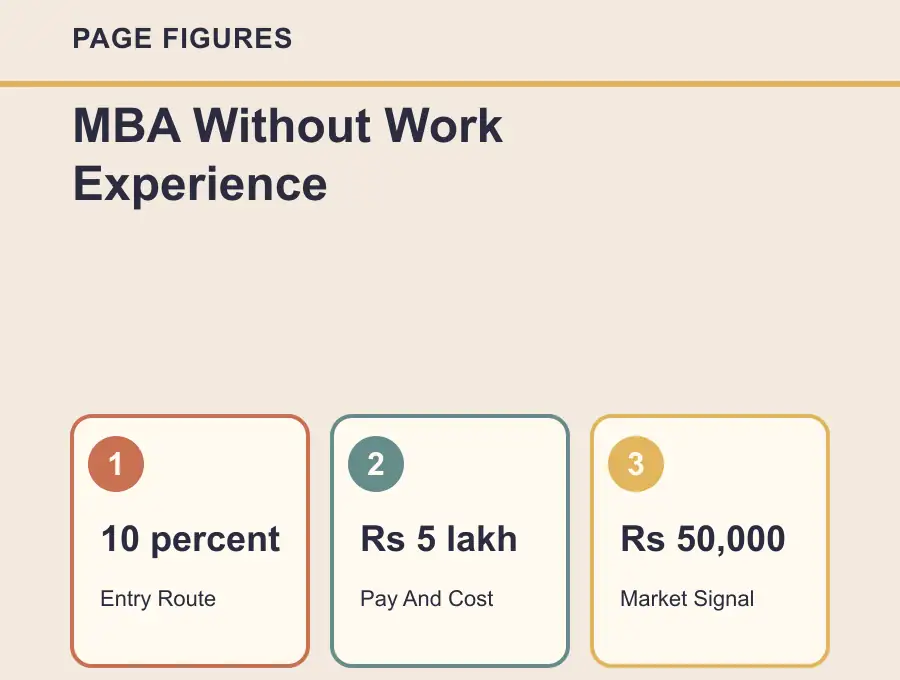 PAGE FIGURES
MBA Without Work
Experience
1
10 percent
Entry Route
2
Rs 5 lakh
Pay And Cost
3
Rs 50,000
Market Signal